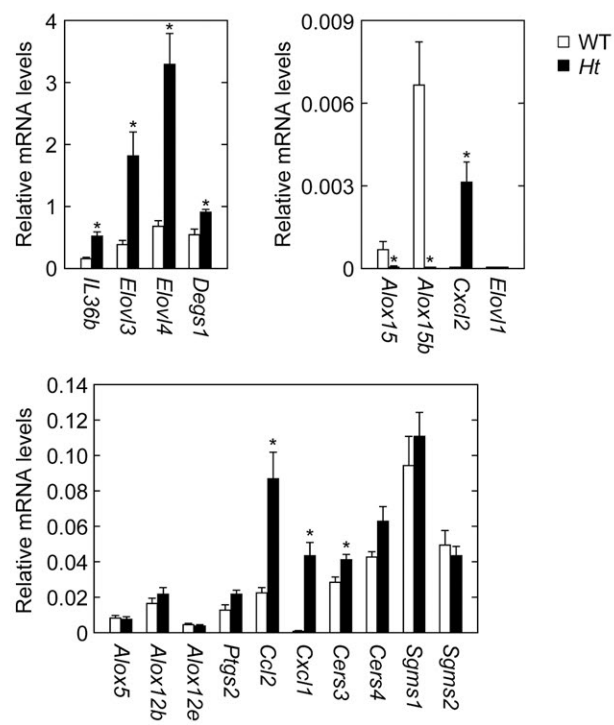 Relative mRNA levels
4
3
2
1
0
*
*
*
*
IL36b
Elovl3
Elovl4
Degs1
Relative mRNA levels
0.009
0.006
0.003
0
*
*
*
Alox15
Alox15b
Cxcl2
Elovl1
WT
Ht
Relative mRNA levels
0.14
0.12
0.10
0.08
0.06
0.04
0.02
0
*
*
*
Alox5
Alox12b
Alox12e
Ptgs2
Ccl2
Cxcl1
Cers3
Cers4
Sgms1
Sgms2